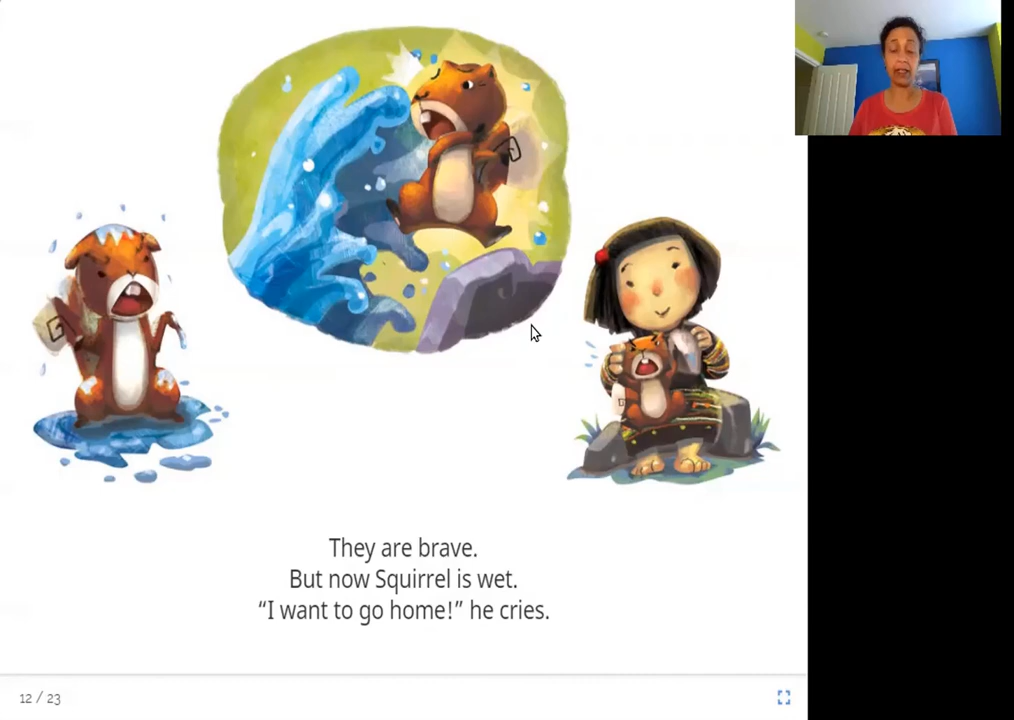 They are brave.
But now Squirrel is wet.
“I want to go home!” he cries.
12 / 23